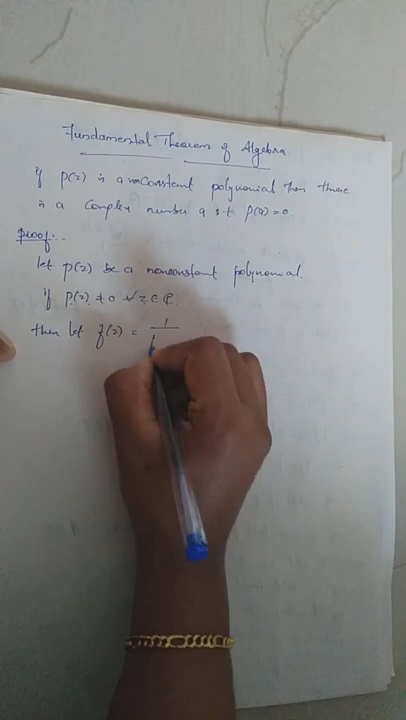 Fundamental Theorem of Algebra
if p(z) is a nonconstant polynomial then there
is a complex number a s.t p(a)=0.
proof:-
let p(z) be a nonconstant polynomial.
if p(z) ≠ 0 ∀ z ∈ ℂ.
then let f(z) = 1/